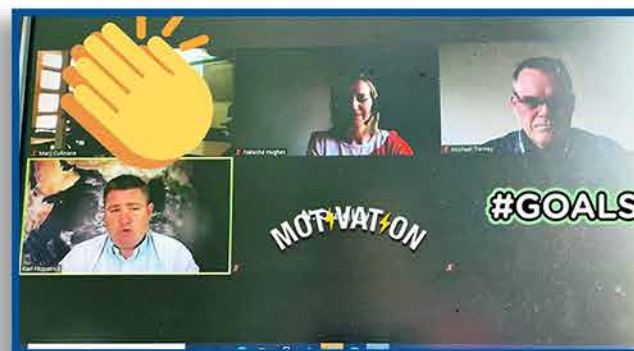 Natasha Hughes
Michael Tierney
Karl Fitzpatrick
MOTIVATION
#GOALS